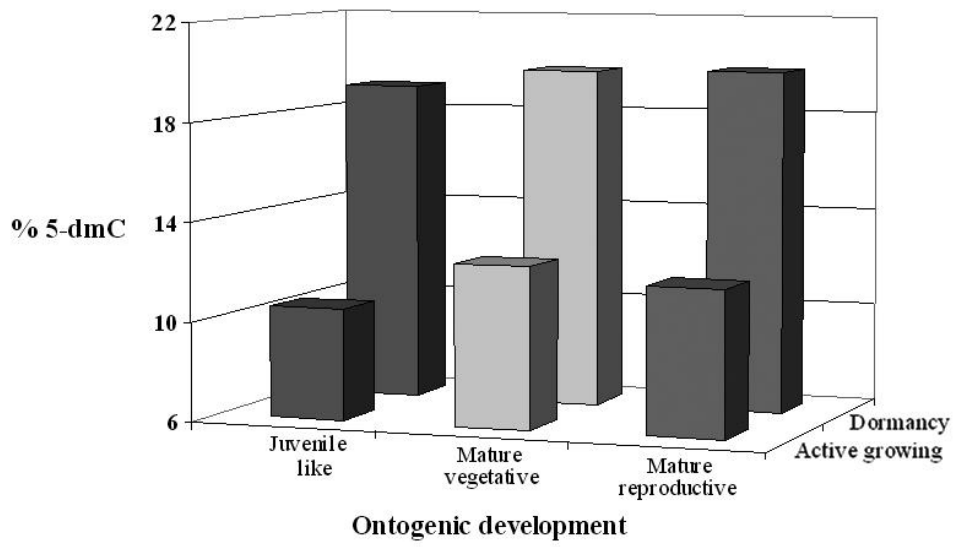 22
18
% 5-dmC
14
10
6
Juvenile
like
Mature
vegetative
Mature
reproductive
Dormancy
Active growing
Ontogenic development